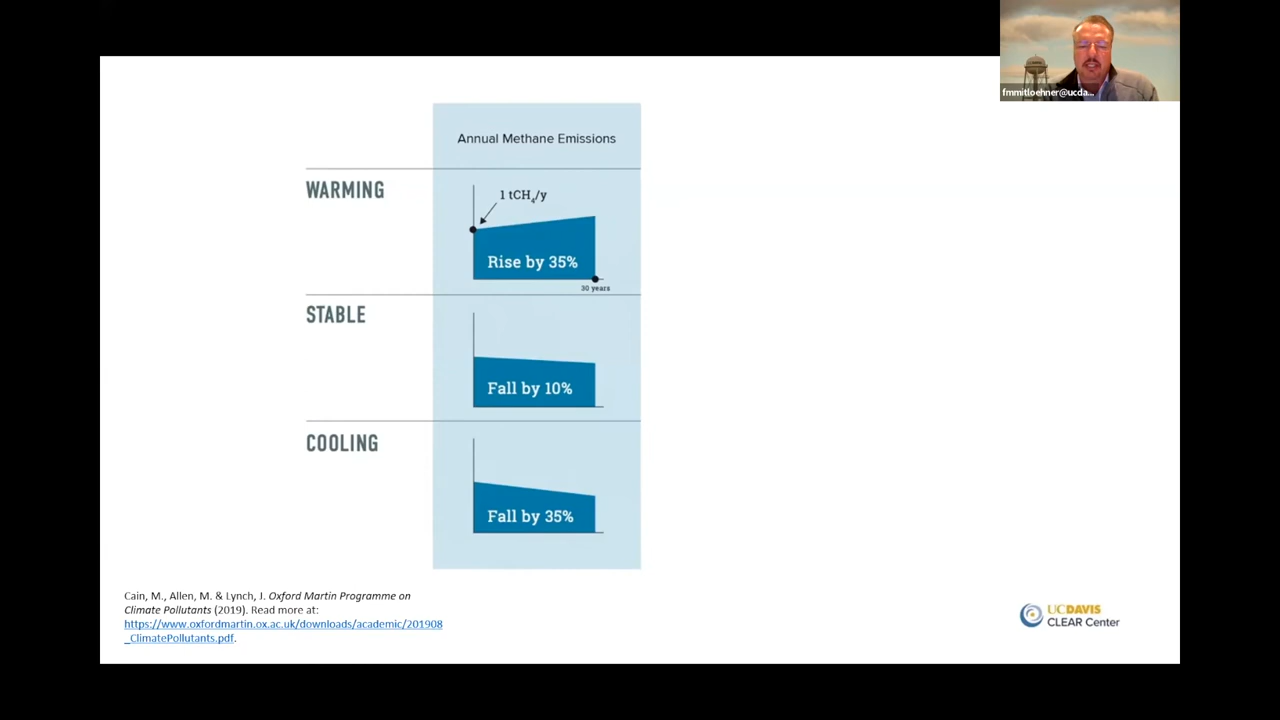 fmmitloehner@ucda...
Annual Methane Emissions
WARMING
1 tCH₄/y
Rise by 35%
30 years
STABLE
Fall by 10%
COOLING
Fall by 35%
Cain, M., Allen, M. & Lynch, J. Oxford Martin Programme on
Climate Pollutants (2019). Read more at:
https://www.oxfordmartin.ox.ac.uk/downloads/academic/201908
_ClimatePollutants.pdf.
UCDAVIS
CLEAR Center